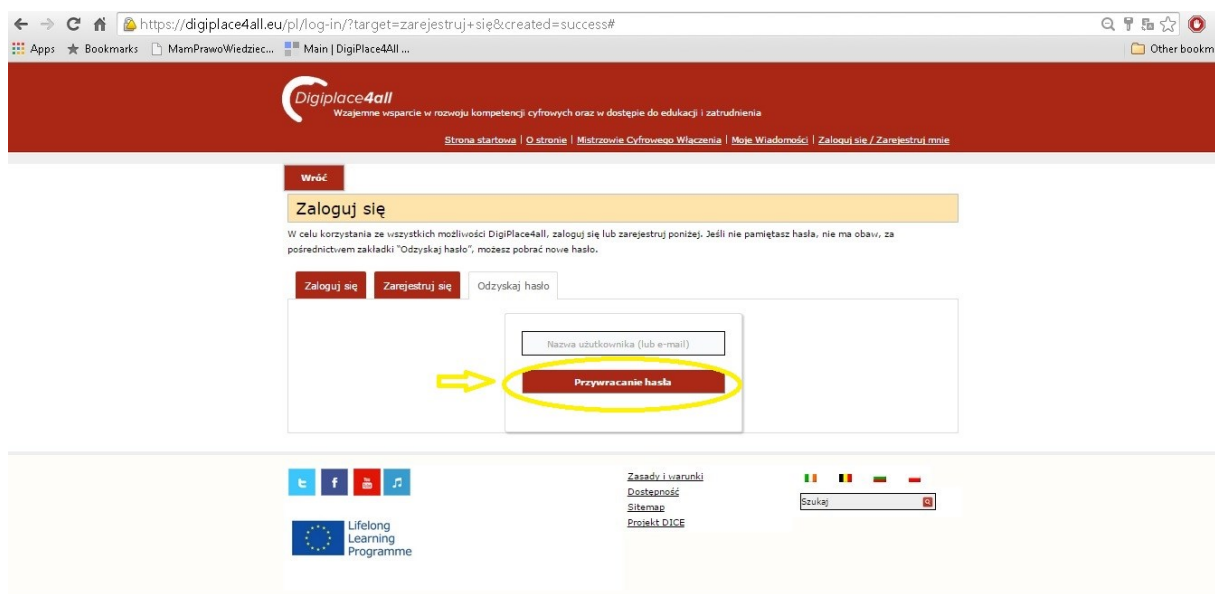 https://digiplace4all.eu/pl/log-in/?target=zarejestruj+się&created=success#
Apps Bookmarks MamPrawoWiedziec... Main | DigiPlace4All ... Other bookm
Digiplace4all
Wzajemne wsparcie w rozwoju kompetencji cyfrowych oraz w dostępie do edukacji i zatrudnienia
Strona startowa | O stronie | Mistrzowie Cyfrowego Włączenia | Moje Wiadomości | Zaloguj się / Zarejestruj mnie
Wróć
Zaloguj się
W celu korzystania ze wszystkich możliwości DigiPlace4all, zaloguj się lub zarejestruj poniżej. Jeśli nie pamiętasz hasła, nie ma obaw, za
pośrednictwem zakładki "Odzyskaj hasło", możesz pobrać nowe hasło.
Zaloguj się Zarejestruj się Odzyskaj hasło
Nazwa użutkownika (lub e-mail)
Przywracanie hasła
Zasady i warunki
Dostępność
Sitemap
Projekt DICE
Szukaj
Lifelong
Learning
Programme